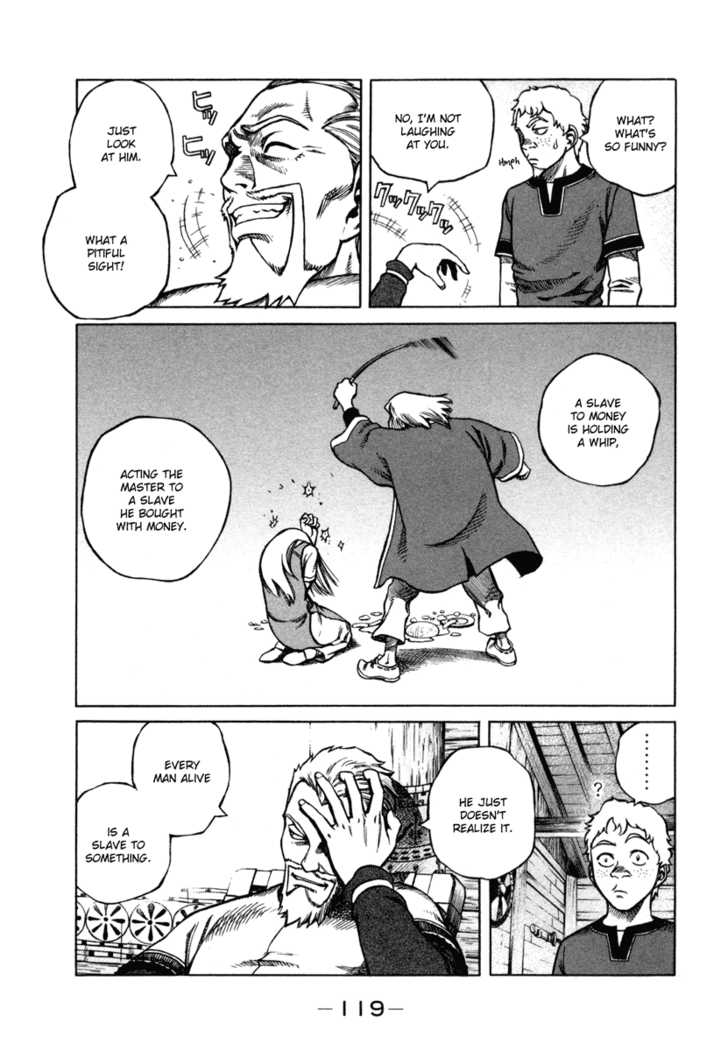 WHAT?
WHAT'S
SO FUNNY?
Hmph
NO, I'M NOT
LAUGHING
AT YOU.
クックックッ
JUST
LOOK
AT HIM.
ヒッ
ヒッ
WHAT A
PITIFUL
SIGHT!
A SLAVE
TO MONEY
IS HOLDING
A WHIP,
ACTING THE
MASTER TO
A SLAVE
HE BOUGHT
WITH MONEY.
........
?
HE JUST
DOESN'T
REALIZE IT.
EVERY
MAN ALIVE
IS A
SLAVE TO
SOMETHING.
—119—